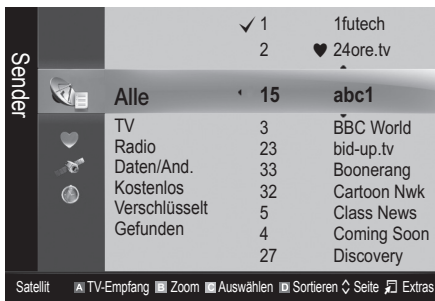 Sender
✓ 1 1futech
2 ♥ 24ore.tv
Alle 15 abc1
TV 3 BBC World
Radio 23 bid-up.tv
Daten/And. 33 Boonerang
Kostenlos 32 Cartoon Nwk
Verschlüsselt 5 Class News
Gefunden 4 Coming Soon
27 Discovery
Satellit A TV-Empfang B Zoom C Auswählen D Sortieren Seite Extras